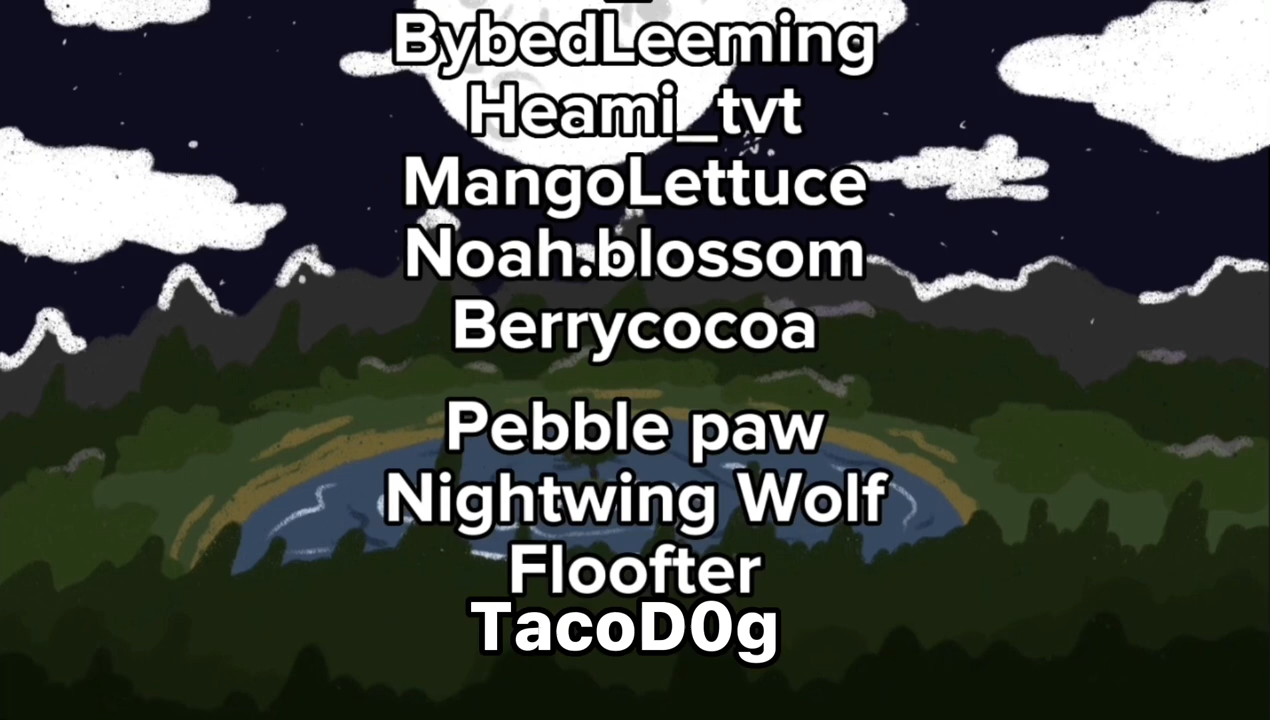 BybedLeeming
Heami_tvt
MangoLettuce
Noah.blossom
Berrycocoa
Pebble paw
Nightwing Wolf
Floofter
TacoD0g